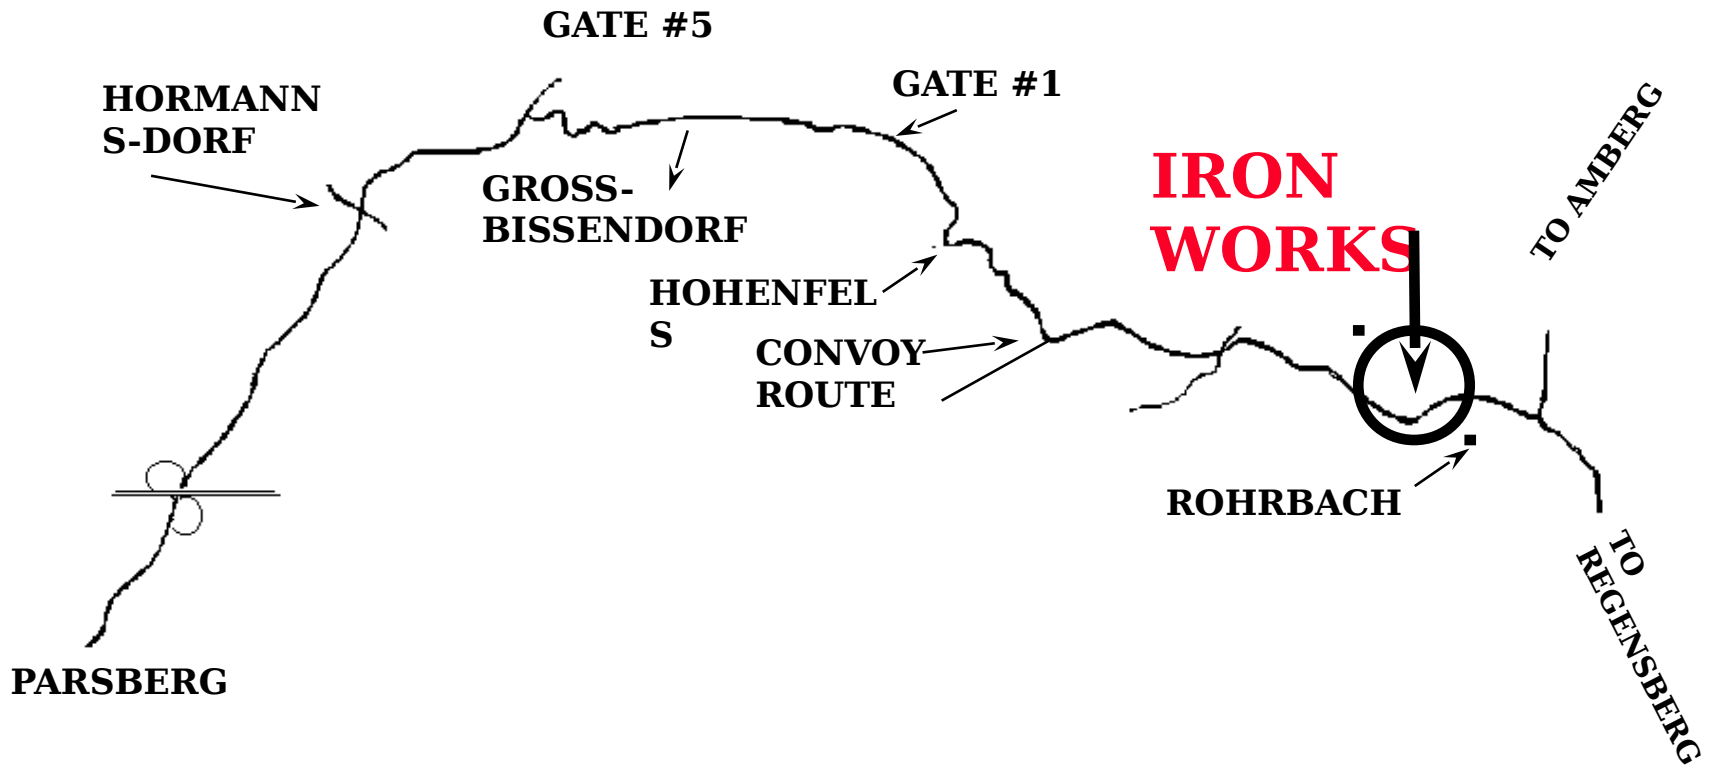 GATE #5
GATE #1
HORMANN
S-DORF
TO AMBERG
IRON
WORKS
GROSS-
BISSENDORF
HOHENFEL
S
CONVOY
ROUTE
ROHRBACH
TO
REGENSBERG
PARSBERG